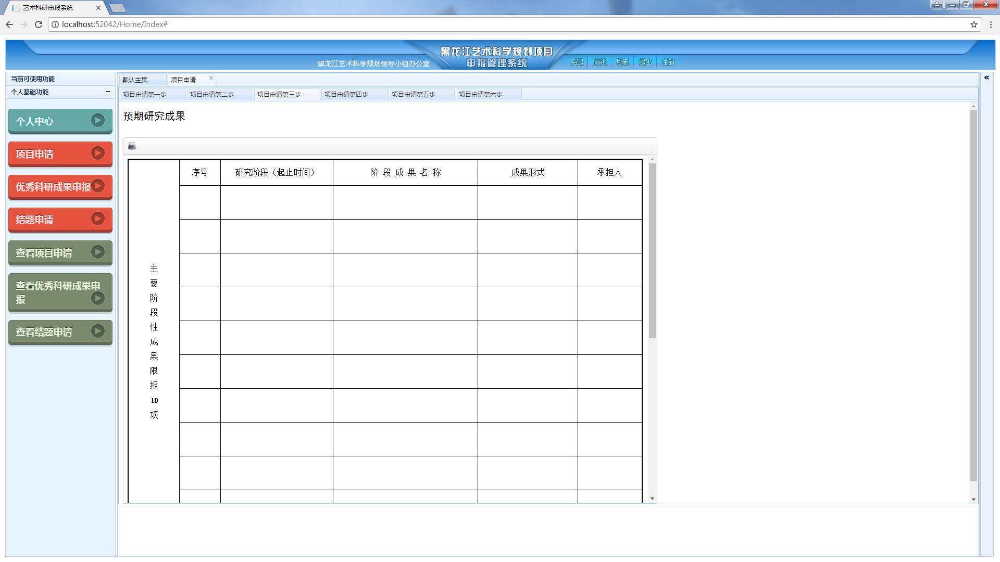 艺术科研申报系统
localhost:52042/Home/Index#
黑龙江艺术科学规划领导小组办公室
黑龙江艺术科学规划项目
申报管理系统
后退 前进 刷新 退出 注销
当前可使用功能
个人基础功能
个人中心
项目申请
优秀科研成果申报
结题申请
查看项目申请
查看优秀科研成果申
报
查看结题申请
默认主页 项目申请
项目申请第一步 项目申请第二步 项目申请第三步 项目申请第四步 项目申请第五步 项目申请第六步
预期研究成果
序号 研究阶段（起止时间） 阶 段 成 果 名 称 成果形式 承担人
主
要
阶
段
性
成
果
限
报
10
项